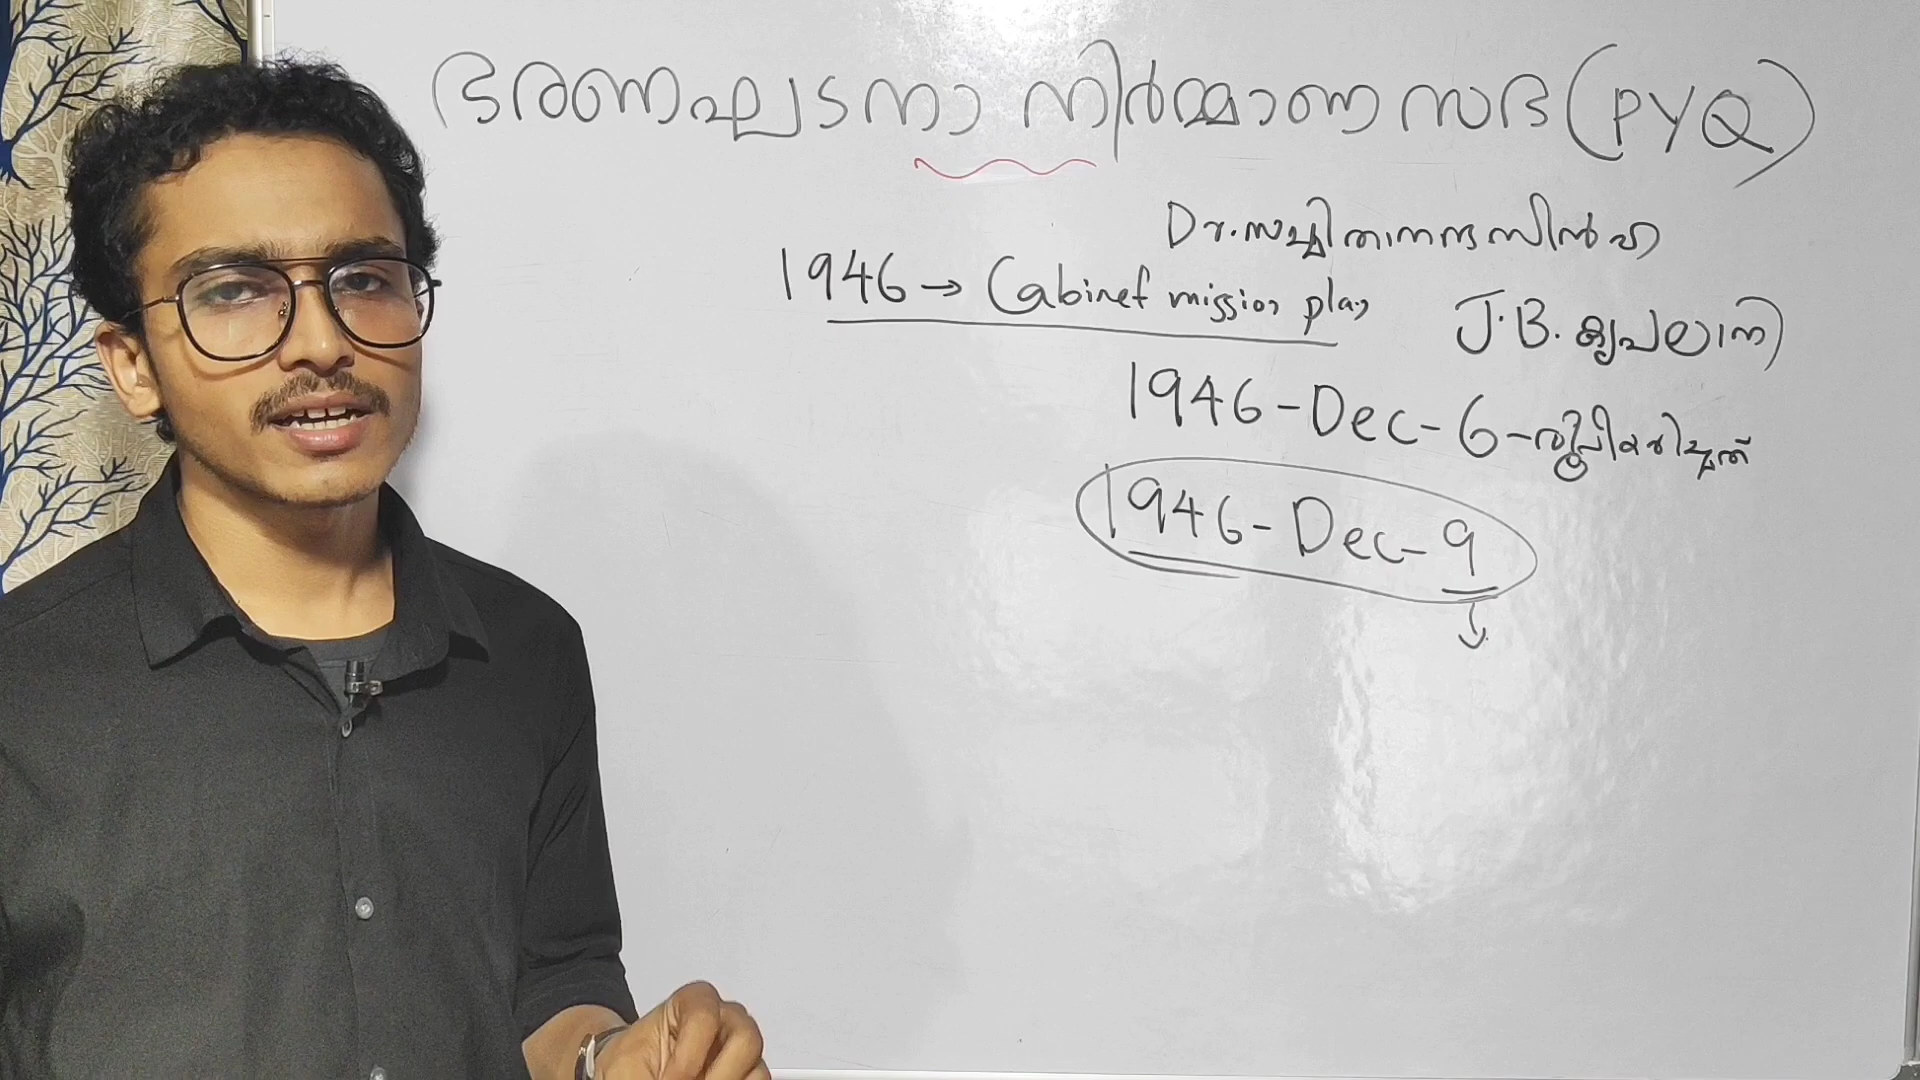 ഭരണഘടനാ നിർമ്മാണ സഭ (PYQ)
Dr. സച്ചിതാനന്ദ സിൻഹ
1946 → Cabinet mission plan
J.B. കൃപലാനി
1946-Dec-6-രൂപീകരിച്ചത്
1946-Dec-9